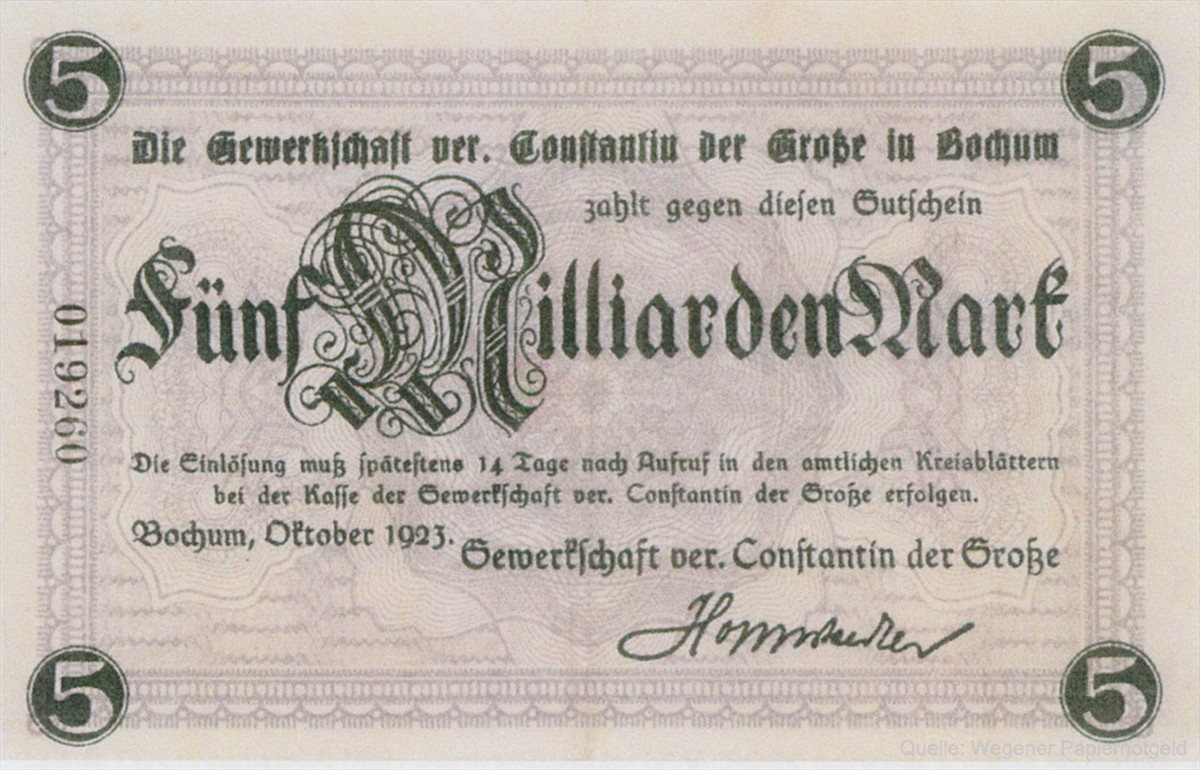 5 5
Die Gewerkschaft ver. Constantin der Große in Bochum
zahlt gegen diesen Gutschein
Fünf Milliarden Mark
019260
Die Einlösung muß spätestens 14 Tage nach Aufruf in den amtlichen Kreisblättern
bei der Kasse der Gewerkschaft ver. Constantin der Große erfolgen.
Bochum, Oktober 1923.
Gewerkschaft ver. Constantin der Große
5 5
Quelle: Wegener Papiernotgeld